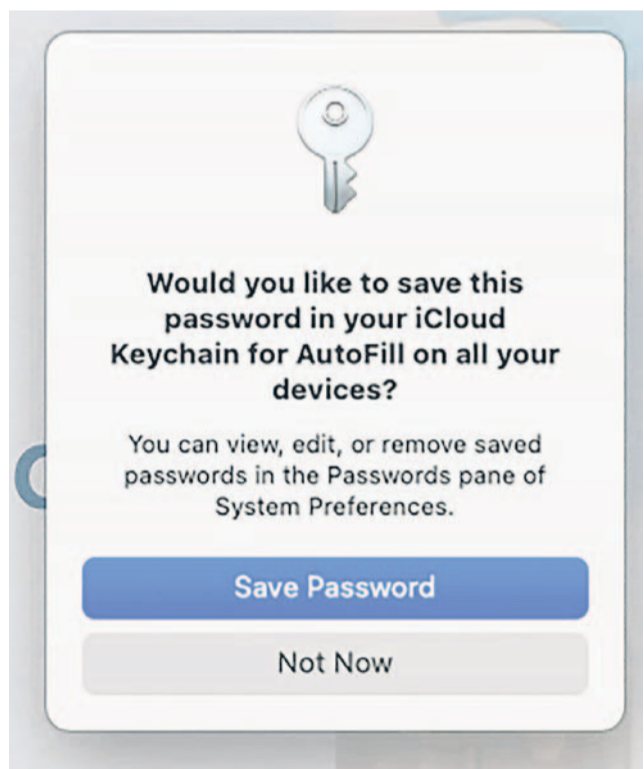 Would you like to save this
password in your iCloud
Keychain for AutoFill on all your
devices?
You can view, edit, or remove saved
passwords in the Passwords pane of
System Preferences.
Save Password
Not Now